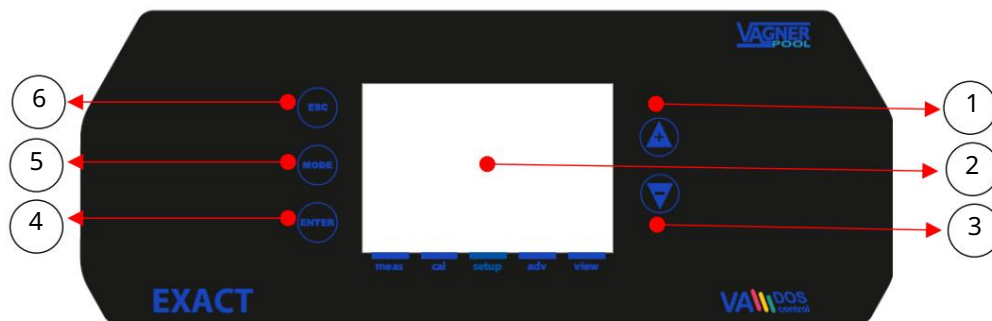 VAGNER
POOL
6
ESC
1
+
5
MODE
2
4
ENTER
-
3
meas cal setup adv view
EXACT
VA DOS
control